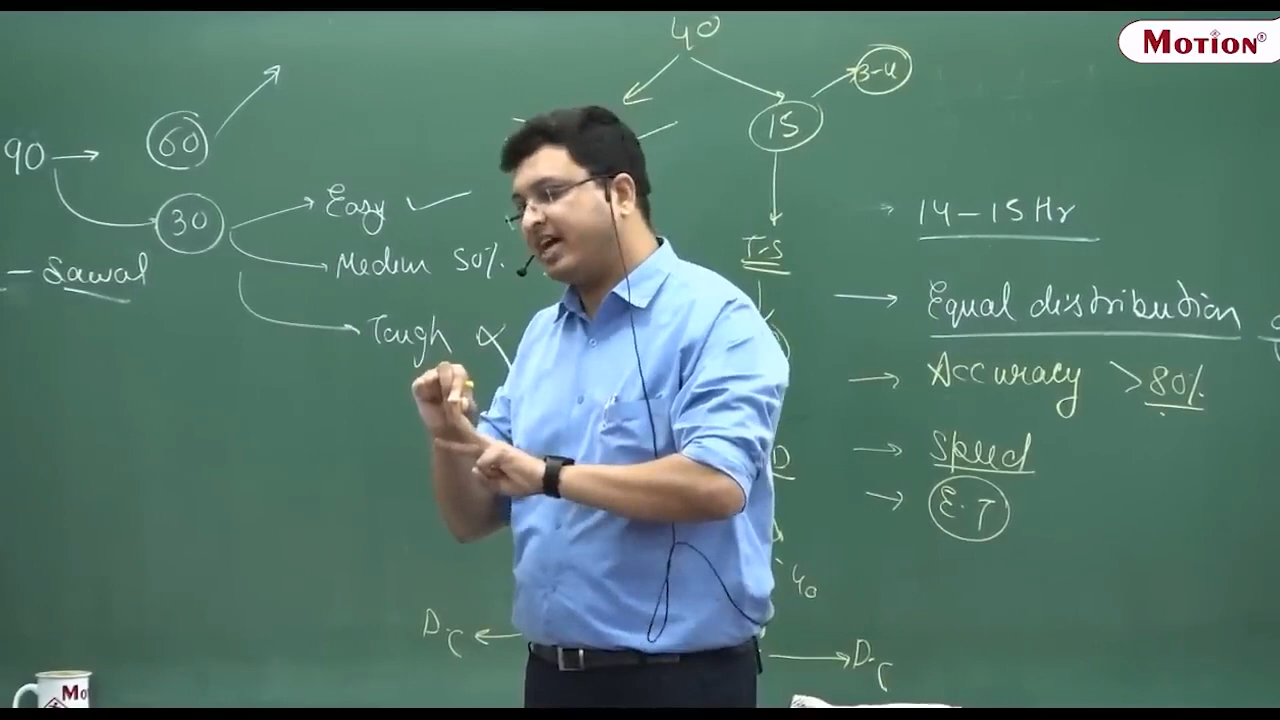 40
MOTION®
3-4
15
60
90
30
Easy
14-15 Hr
T-S
- Sawal
Medium 50%
Equal distribution
Tough
Accuracy >80%
Speed
E.T
D
40
D.C
D.C
Mo